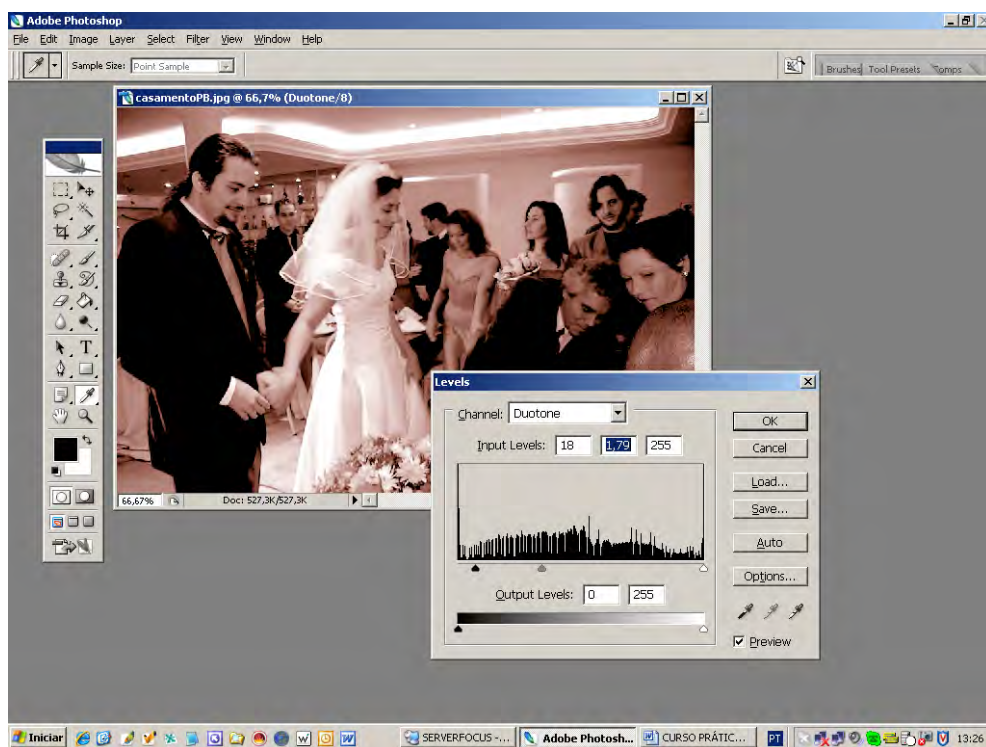 Adobe Photoshop
File Edit Image Layer Select Filter View Window Help
Sample Size: Point Sample
Brushes Tool Presets Comps
casamentoPB.jpg @ 66,7% (Duotone/8)
T
66,67% Doc: 527,3K/527,3K
Levels
Channel: Duotone
Input Levels: 18 1,79 255
Output Levels: 0 255
OK
Cancel
Load...
Save...
Auto
Options...
Preview
Iniciar SERVERFOCUS -... Adobe Photosh... CURSO PRÁTIC... PT 13:26